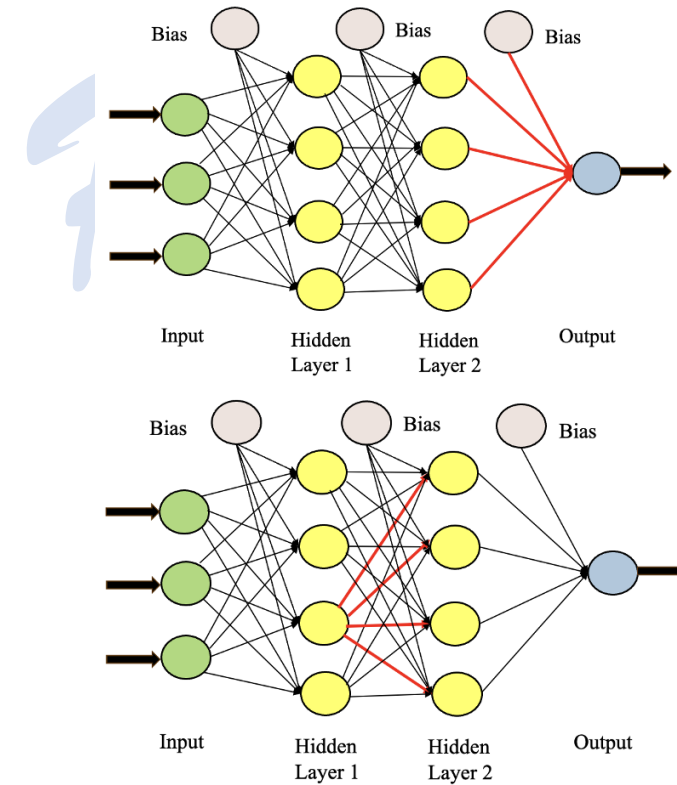 Bias
Bias
Bias
Input
Hidden
Layer 1
Hidden
Layer 2
Output
Bias
Bias
Bias
Input
Hidden
Layer 1
Hidden
Layer 2
Output